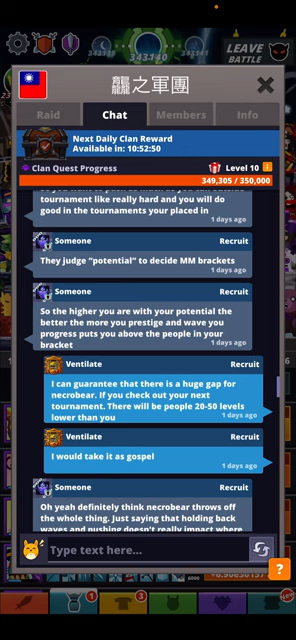 343140
LEAVE
BATTLE
之軍團
Raid
Chat
Members
Info
Next Daily Clan Reward
Available in: 10:52:50
Clan Quest Progress
Level 10
349,305 / 350,000
tournament like really hard and you will do
good in the tournaments your placed in
1 days ago
Someone
Recruit
They judge “potential” to decide MM brackets
1 days ago
Someone
Recruit
So the higher you are with your potential the
better the more you prestige and wave you
progress puts you above the people in your
bracket
1 days ago
Ventilate
Recruit
I can guarantee that there is a huge gap for
necrobear. If you check out your next
tournament. There will be people 20-50 levels
lower than you
1 days ago
Ventilate
Recruit
I would take it as gospel
1 days ago
Someone
Recruit
Oh yeah definitely think necrobear throws off
the whole thing. Just saying that holding back
waves and pushing doesn't really impact where
Type text here...
?
1
3
New